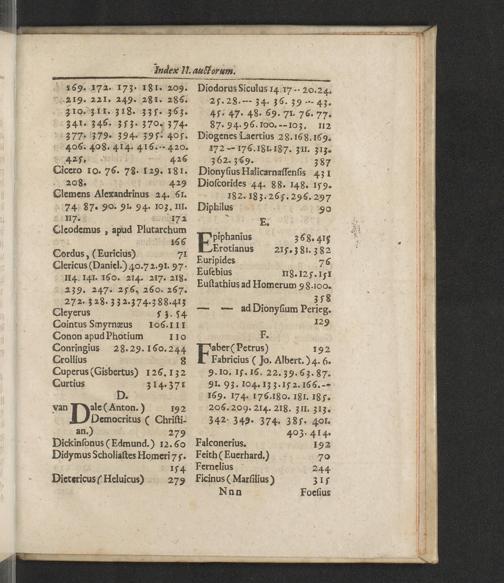 Index II. auctorum.
169. 172. 173. 181. 209.
219. 221. 249. 281. 286.
310. 311. 318. 335. 363.
341. 346. 353. 370. 374.
377. 379. 394. 395. 405.
406. 408. 414. 416-- 420.
425. 426
Cicero 10. 76. 78. 129. 181.
208. 429
Clemens Alexandrinus 24. 61.
74. 87. 90. 91. 94. 103. 111.
117. 172
Cleodemus, apud Plutarchum
166
Cordus, (Euricius) 71
Clericus (Daniel.) 40. 72. 91. 97.
114. 141. 160. 214. 217. 218.
239. 247. 256. 260. 267.
272. 328. 332. 374. 388. 413
Cleyerus 53. 54
Cointus Smyrnæus 106. 111
Conon apud Photium 110
Conringius 28. 29. 160. 244
Crollius 8
Cuperus (Gisbertus) 126. 132
Curtius 314. 371
D.
van Dale (Anton.) 192
Democritus (Christi-
an.) 279
Dickinsonus (Edmund.) 12. 60
Didymus Scholiastes Homeri 75.
154
Dietericus (Heluicus) 279
Diodorus Siculus 14. 17-- 20. 24.
25. 28.--- 34. 36. 39 -- 43.
45. 47. 48. 69. 71. 76. 77.
87. 94. 96. 100.--103. 112
Diogenes Laertius 28. 168. 169.
172--176. 181. 187. 311. 313.
362. 369. 387
Dionysius Halicarnassensis 431
Dioscorides 44. 88. 148. 159.
182. 183. 265. 296. 297
Diphilus 90
E.
Epiphanius 368. 415
Erotianus 215. 381. 382
Euripides 76
Eusebius 118. 125. 151
Eustathius ad Homerum 98. 100.
358
— — ad Dionysium Perieg.
129
F.
Faber (Petrus) 192
Fabricius (Jo. Albert.) 4. 6.
9. 10. 15. 16. 22. 39. 63. 87.
91. 93. 104. 133. 152. 166.--
169. 174. 176. 180. 181. 185.
206. 209. 214. 218. 311. 313.
342. 349. 374. 385. 401.
403. 414.
Falconerius. 192
Feith (Euerhard.) 70
Fernelius 244
Ficinus (Marsilius) 315
Nnn Foesius